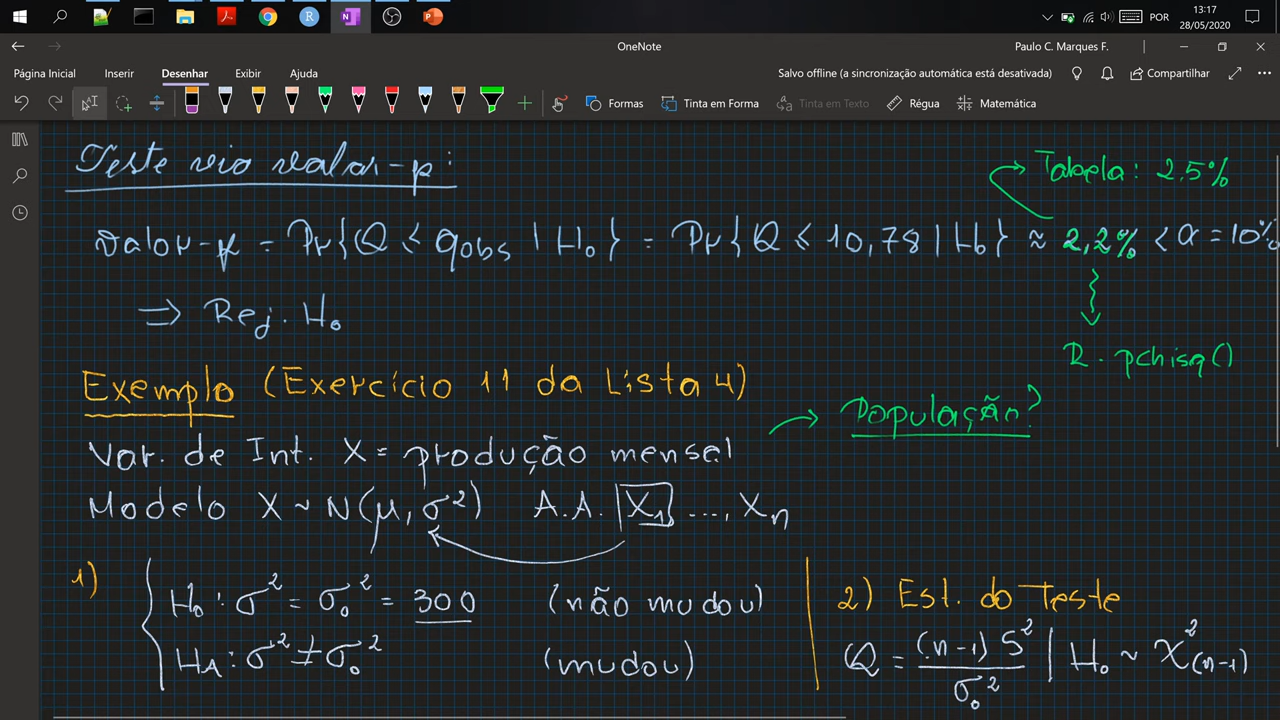 13:17
POR
28/05/2020
OneNote
Paulo C. Marques F.
Página Inicial Inserir Desenhar Exibir Ajuda
Salvo offline (a sincronização automática está desativada)
Compartilhar
Formas Tinta em Forma Tinta em Texto Régua Matemática
Teste via valor-p:
Tabela: 2.5%
valor-p = Pr{Q ≤ qobs | H₀} = Pr{Q ≤ 10,78 | H₀} ≈ 2,2% < α = 10%
⇒ Rej. H₀
R. pchisq()
Exemplo (Exercício 11 da Lista 4)
→ População?
Var. de Int. X = produção mensal
Modelo X ~ N(μ, σ²) A.A. X₁, ..., Xn
1) H₀: σ² = σ₀² = 300 (não mudou)
HA: σ² ≠ σ₀² (mudou)
2) Est. do Teste
Q = (n-1) S² / σ₀² | H₀ ~ χ²(n-1)